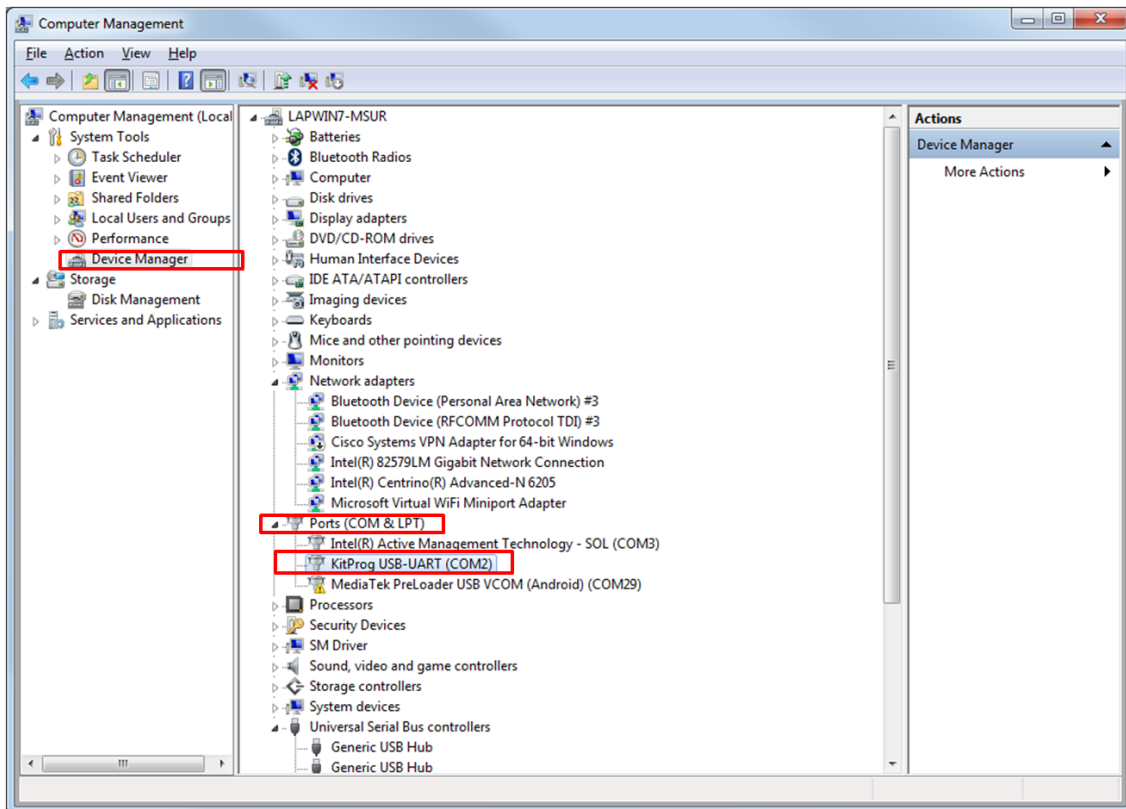 Computer Management
File Action View Help
Computer Management (Local
System Tools
Task Scheduler
Event Viewer
Shared Folders
Local Users and Groups
Performance
Device Manager
Storage
Disk Management
Services and Applications
LAPWIN7-MSUR
Batteries
Bluetooth Radios
Computer
Disk drives
Display adapters
DVD/CD-ROM drives
Human Interface Devices
IDE ATA/ATAPI controllers
Imaging devices
Keyboards
Mice and other pointing devices
Monitors
Network adapters
Bluetooth Device (Personal Area Network) #3
Bluetooth Device (RFCOMM Protocol TDI) #3
Cisco Systems VPN Adapter for 64-bit Windows
Intel(R) 82579LM Gigabit Network Connection
Intel(R) Centrino(R) Advanced-N 6205
Microsoft Virtual WiFi Miniport Adapter
Ports (COM & LPT)
Intel(R) Active Management Technology - SOL (COM3)
KitProg USB-UART (COM2)
MediaTek PreLoader USB VCOM (Android) (COM29)
Processors
Security Devices
SM Driver
Sound, video and game controllers
Storage controllers
System devices
Universal Serial Bus controllers
Generic USB Hub
Generic USB Hub
Actions
Device Manager
More Actions